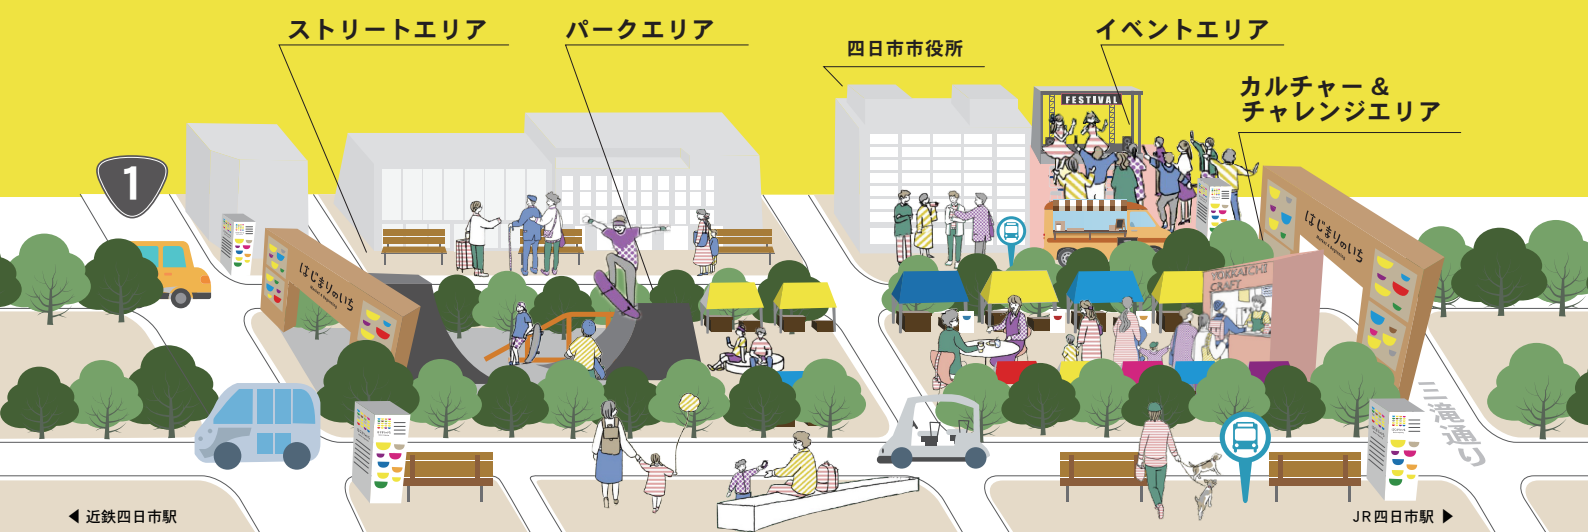 ストリートエリア
パークエリア
イベントエリア
四日市市役所
カルチャー &
チャレンジエリア
FESTIVAL
1
はじまりのいち
はじまりのいち
YOKKAICHI
CRAFT
三滝通り
◀ 近鉄四日市駅
JR四日市駅 ▶